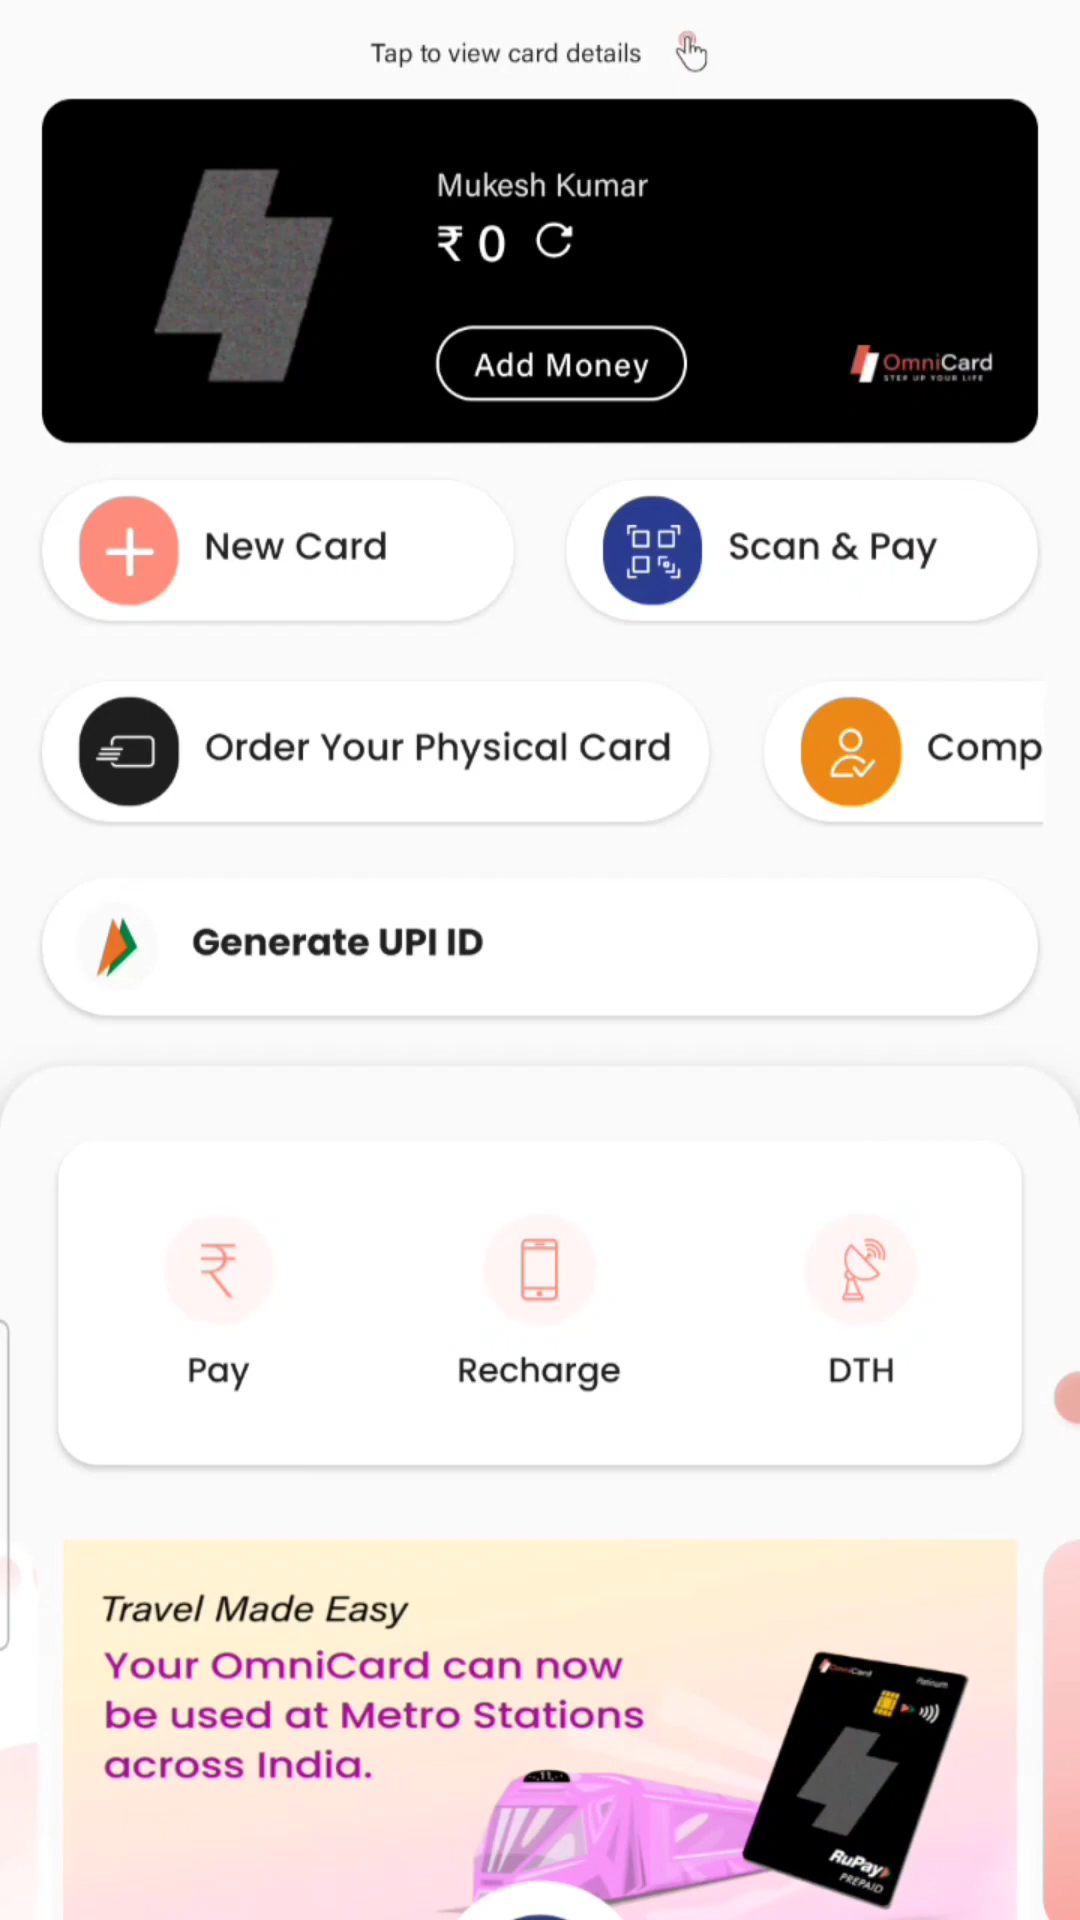 Tap to view card details
Mukesh Kumar
₹ 0
Add Money
OmniCard
STEP UP YOUR LIFE
New Card
Scan & Pay
Order Your Physical Card
Comp
Generate UPI ID
Pay
Recharge
DTH
Travel Made Easy
Your OmniCard can now
be used at Metro Stations
across India.
OmniCard
Platinum
RuPay
PREPAID